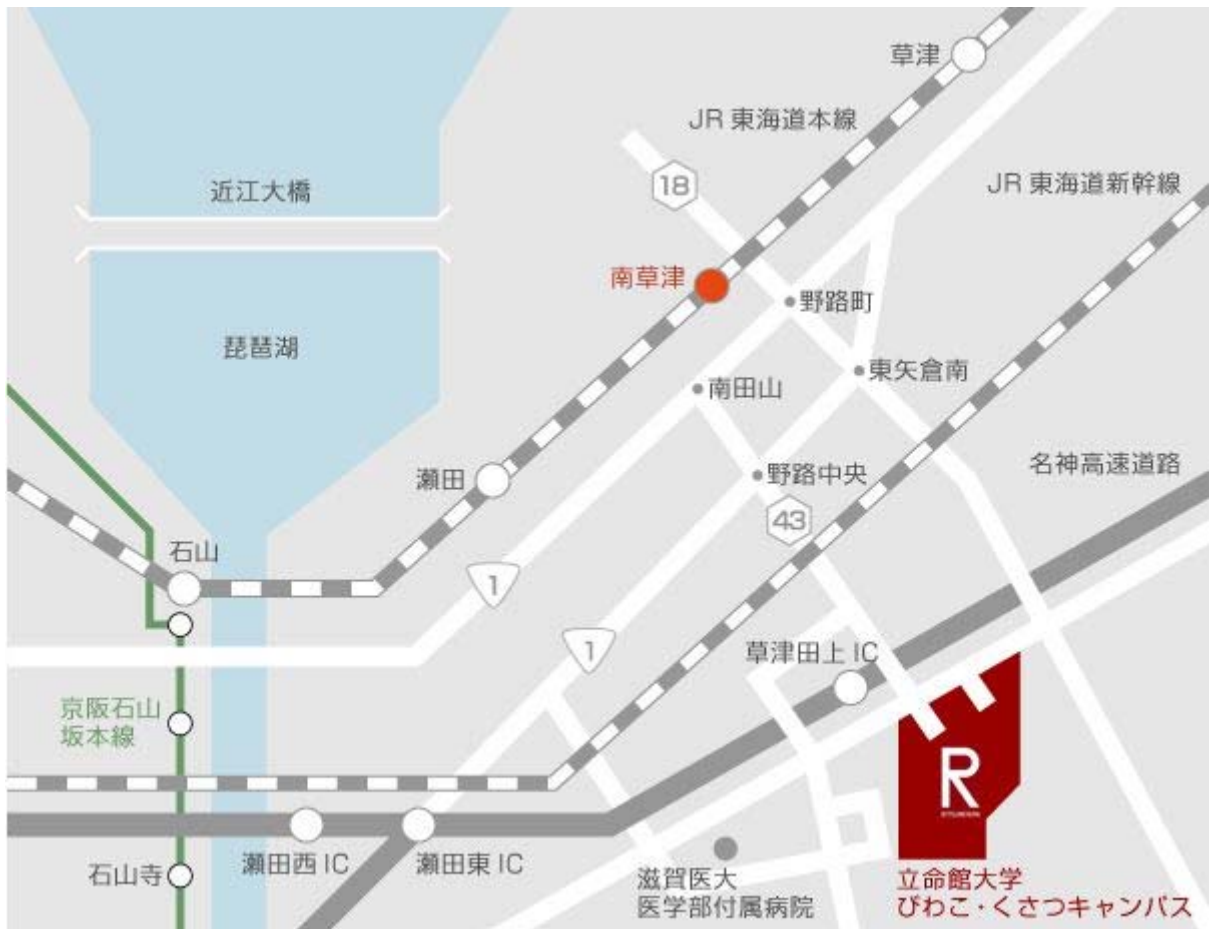 草津
JR 東海道本線
18
JR 東海道新幹線
近江大橋
南草津
野路町
琵琶湖
東矢倉南
南田山
瀬田
野路中央
名神高速道路
43
石山
1
1
草津田上 IC
京阪石山
坂本線
R
瀬田西 IC
瀬田東 IC
石山寺
滋賀医大
医学部付属病院
立命館大学
びわこ・くさつキャンパス